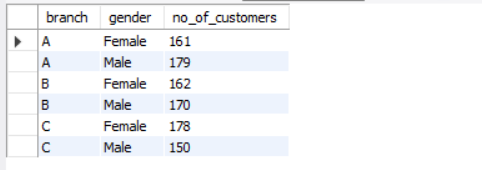 branch gender no_of_customers
A Female 161
A Male 179
B Female 162
B Male 170
C Female 178
C Male 150